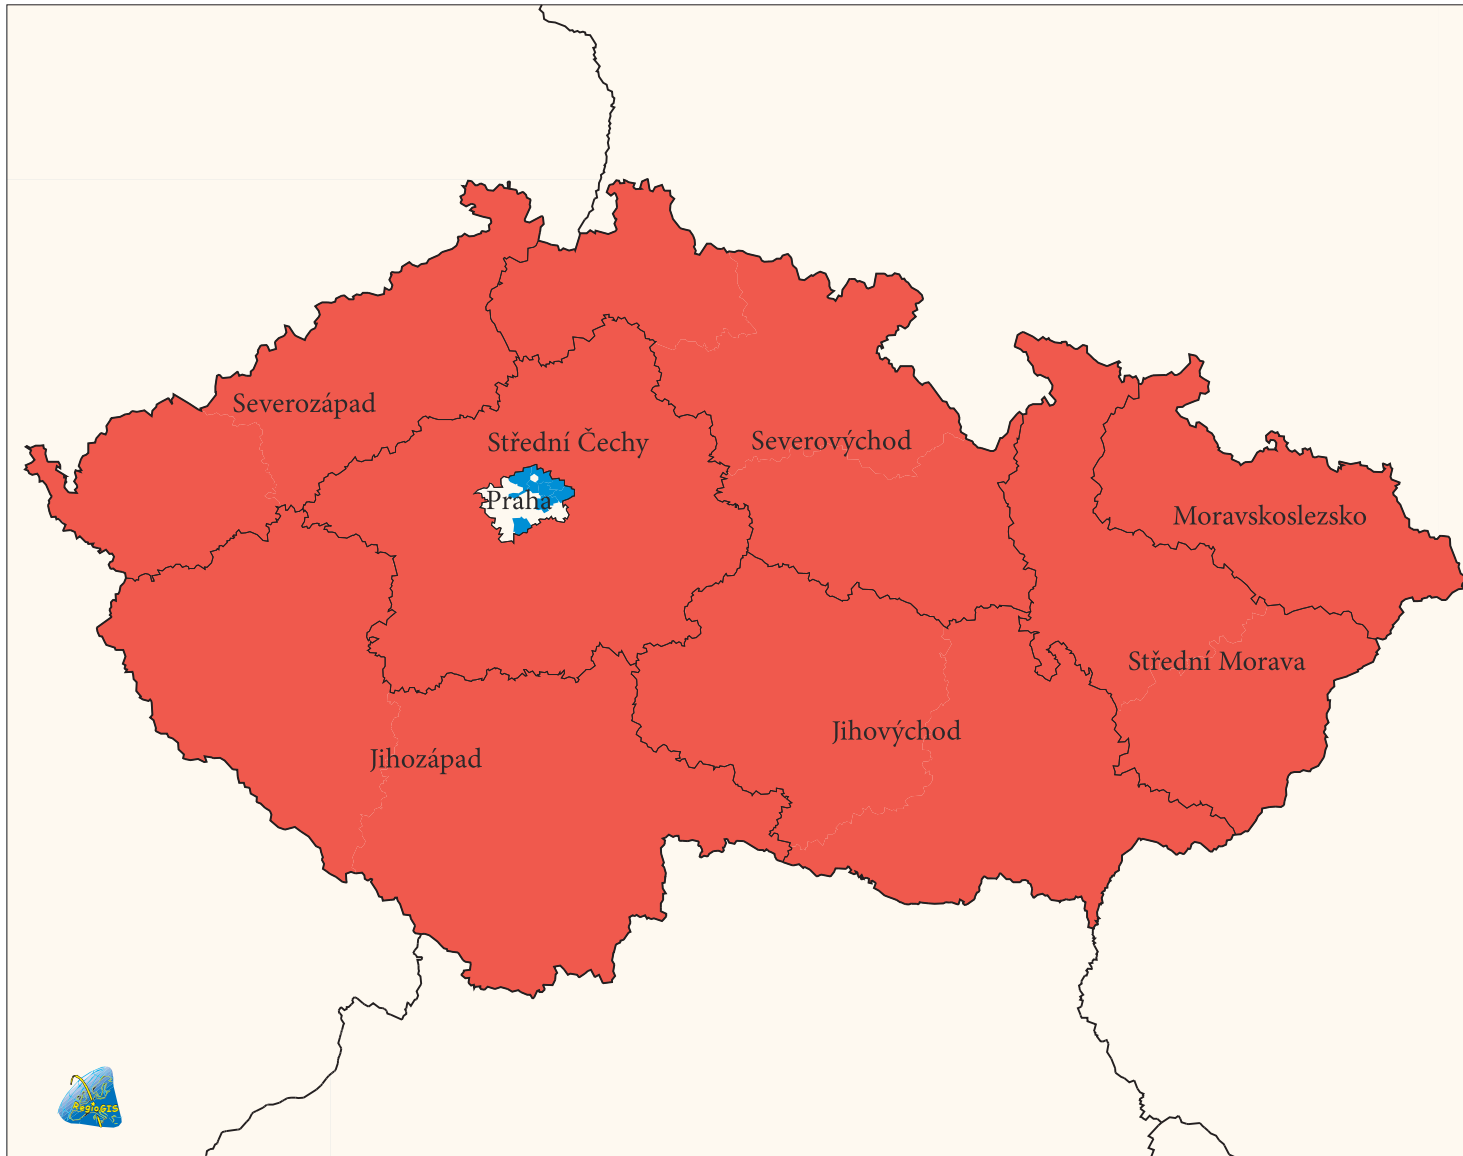 Severozápad
Střední Čechy
Severovýchod
Praha
Moravskoslezsko
Střední Morava
Jihovýchod
Jihozápad
RegioGIS